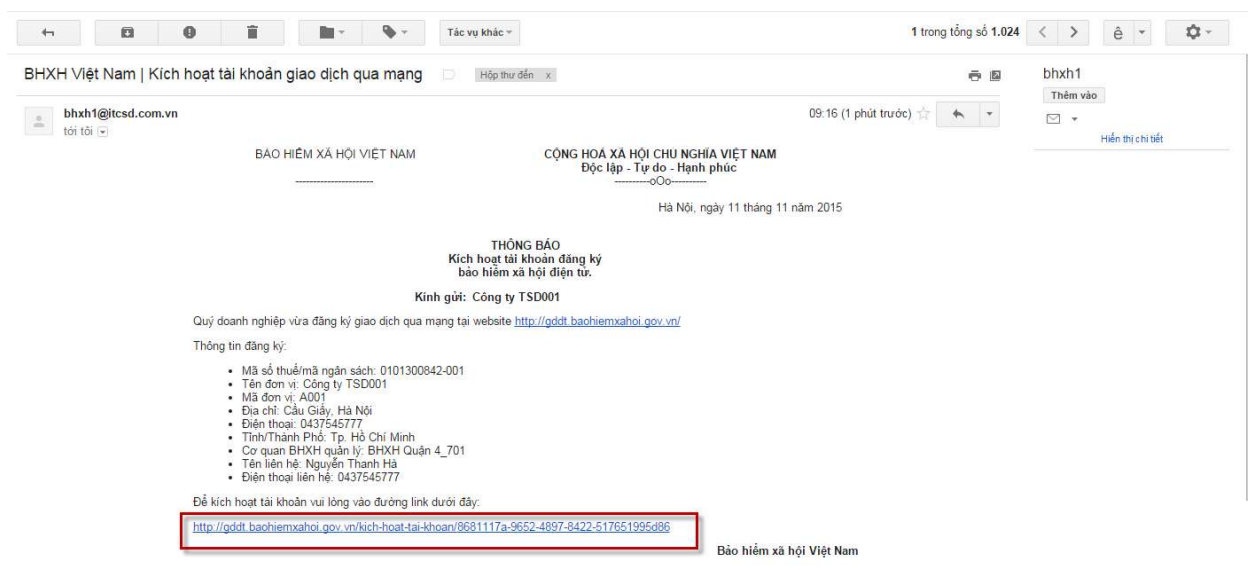 Tác vụ khác
1 trong tổng số 1.024
BHXH Việt Nam | Kích hoạt tài khoản giao dịch qua mạng
Hộp thư đến x
bhxh1
Thêm vào
bhxh1@itcsd.com.vn
09:16 (1 phút trước)
tới tôi
Hiển thị chi tiết
BẢO HIỂM XÃ HỘI VIỆT NAM
CỘNG HOÀ XÃ HỘI CHỦ NGHĨA VIỆT NAM
Độc lập - Tự do - Hạnh phúc
----------------------
----------oOo----------
Hà Nội, ngày 11 tháng 11 năm 2015
THÔNG BÁO
Kích hoạt tài khoản đăng ký
bảo hiểm xã hội điện tử.
Kính gửi: Công ty TSD001
Quý doanh nghiệp vừa đăng ký giao dịch qua mạng tại website http://gddt.baohiemxahoi.gov.vn/
Thông tin đăng ký:
• Mã số thuế/mã ngân sách: 0101300842-001
• Tên đơn vị: Công ty TSD001
• Mã đơn vị: A001
• Địa chỉ: Cầu Giấy, Hà Nội
• Điện thoại: 0437545777
• Tỉnh/Thành Phố: Tp. Hồ Chí Minh
• Cơ quan BHXH quản lý: BHXH Quận 4_701
• Tên liên hệ: Nguyễn Thanh Hà
• Điện thoại liên hệ: 0437545777
Để kích hoạt tài khoản vui lòng vào đường link dưới đây:
http://gddt.baohiemxahoi.gov.vn/kich-hoat-tai-khoan/8681117a-9652-4897-8422-517651995d86
Bảo hiểm xã hội Việt Nam